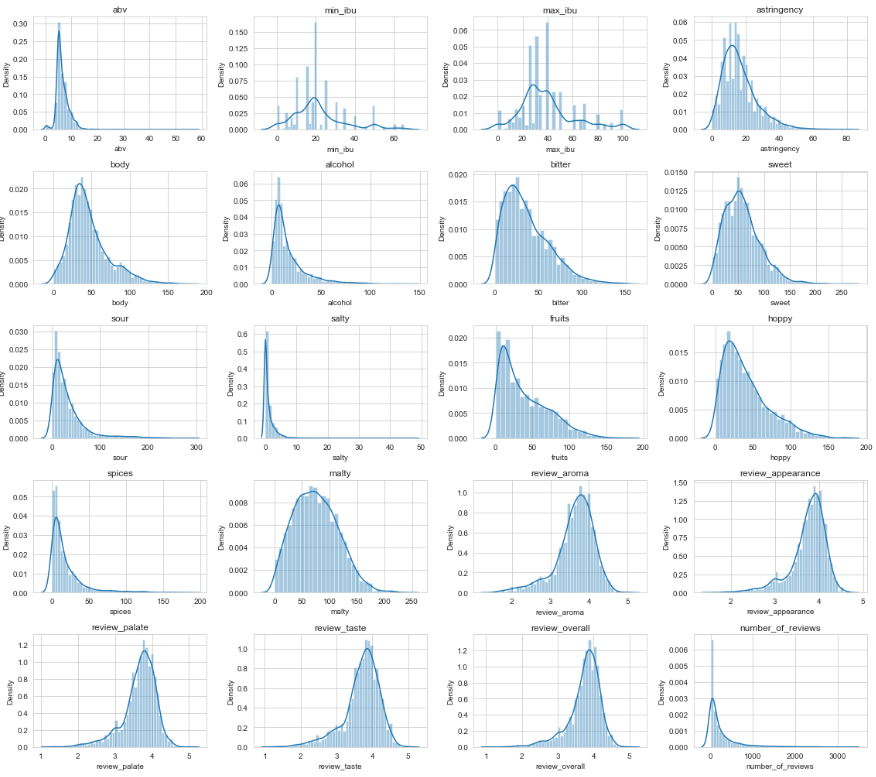 abv min_ibu max_ibu astringency
Density 0.30 0.25 0.20 0.15 0.10 0.05 0.00
0 10 20 30 40 50 60
abv
Density 0.150 0.125 0.100 0.075 0.050 0.025 0.000
0 20 40 60
min_ibu
Density 0.06 0.05 0.04 0.03 0.02 0.01 0.00
0 20 40 60 80 100
max_ibu
Density 0.06 0.05 0.04 0.03 0.02 0.01 0.00
0 20 40 60 80
astringency
body alcohol bitter sweet
Density 0.020 0.015 0.010 0.005 0.000
0 50 100 150 200
body
Density 0.06 0.05 0.04 0.03 0.02 0.01 0.00
0 50 100 150
alcohol
Density 0.020 0.015 0.010 0.005 0.000
0 50 100 150
bitter
Density 0.0150 0.0125 0.0100 0.0075 0.0050 0.0025 0.0000
0 50 100 150 200 250
sweet
sour salty fruits hoppy
Density 0.030 0.025 0.020 0.015 0.010 0.005 0.000
0 50 100 150 200 250 300
sour
Density 0.6 0.5 0.4 0.3 0.2 0.1 0.0
0 10 20 30 40 50
salty
Density 0.020 0.015 0.010 0.005 0.000
0 50 100 150 200
fruits
Density 0.015 0.010 0.005 0.000
0 25 50 75 100 125 150 175 200
hoppy
spices malty review_aroma review_appearance
Density 0.05 0.04 0.03 0.02 0.01 0.00
0 50 100 150 200
spices
Density 0.008 0.006 0.004 0.002 0.000
0 50 100 150 200 250
malty
Density 1.0 0.8 0.6 0.4 0.2 0.0
2 3 4 5
review_aroma
Density 1.50 1.25 1.00 0.75 0.50 0.25 0.00
2 3 4 5
review_appearance
review_palate review_taste review_overall number_of_reviews
Density 1.2 1.0 0.8 0.6 0.4 0.2 0.0
1 2 3 4 5
review_palate
Density 1.0 0.8 0.6 0.4 0.2 0.0
1 2 3 4 5
review_taste
Density 1.2 1.0 0.8 0.6 0.4 0.2 0.0
1 2 3 4 5
review_overall
Density 0.006 0.005 0.004 0.003 0.002 0.001 0.000
0 1000 2000 3000
number_of_reviews